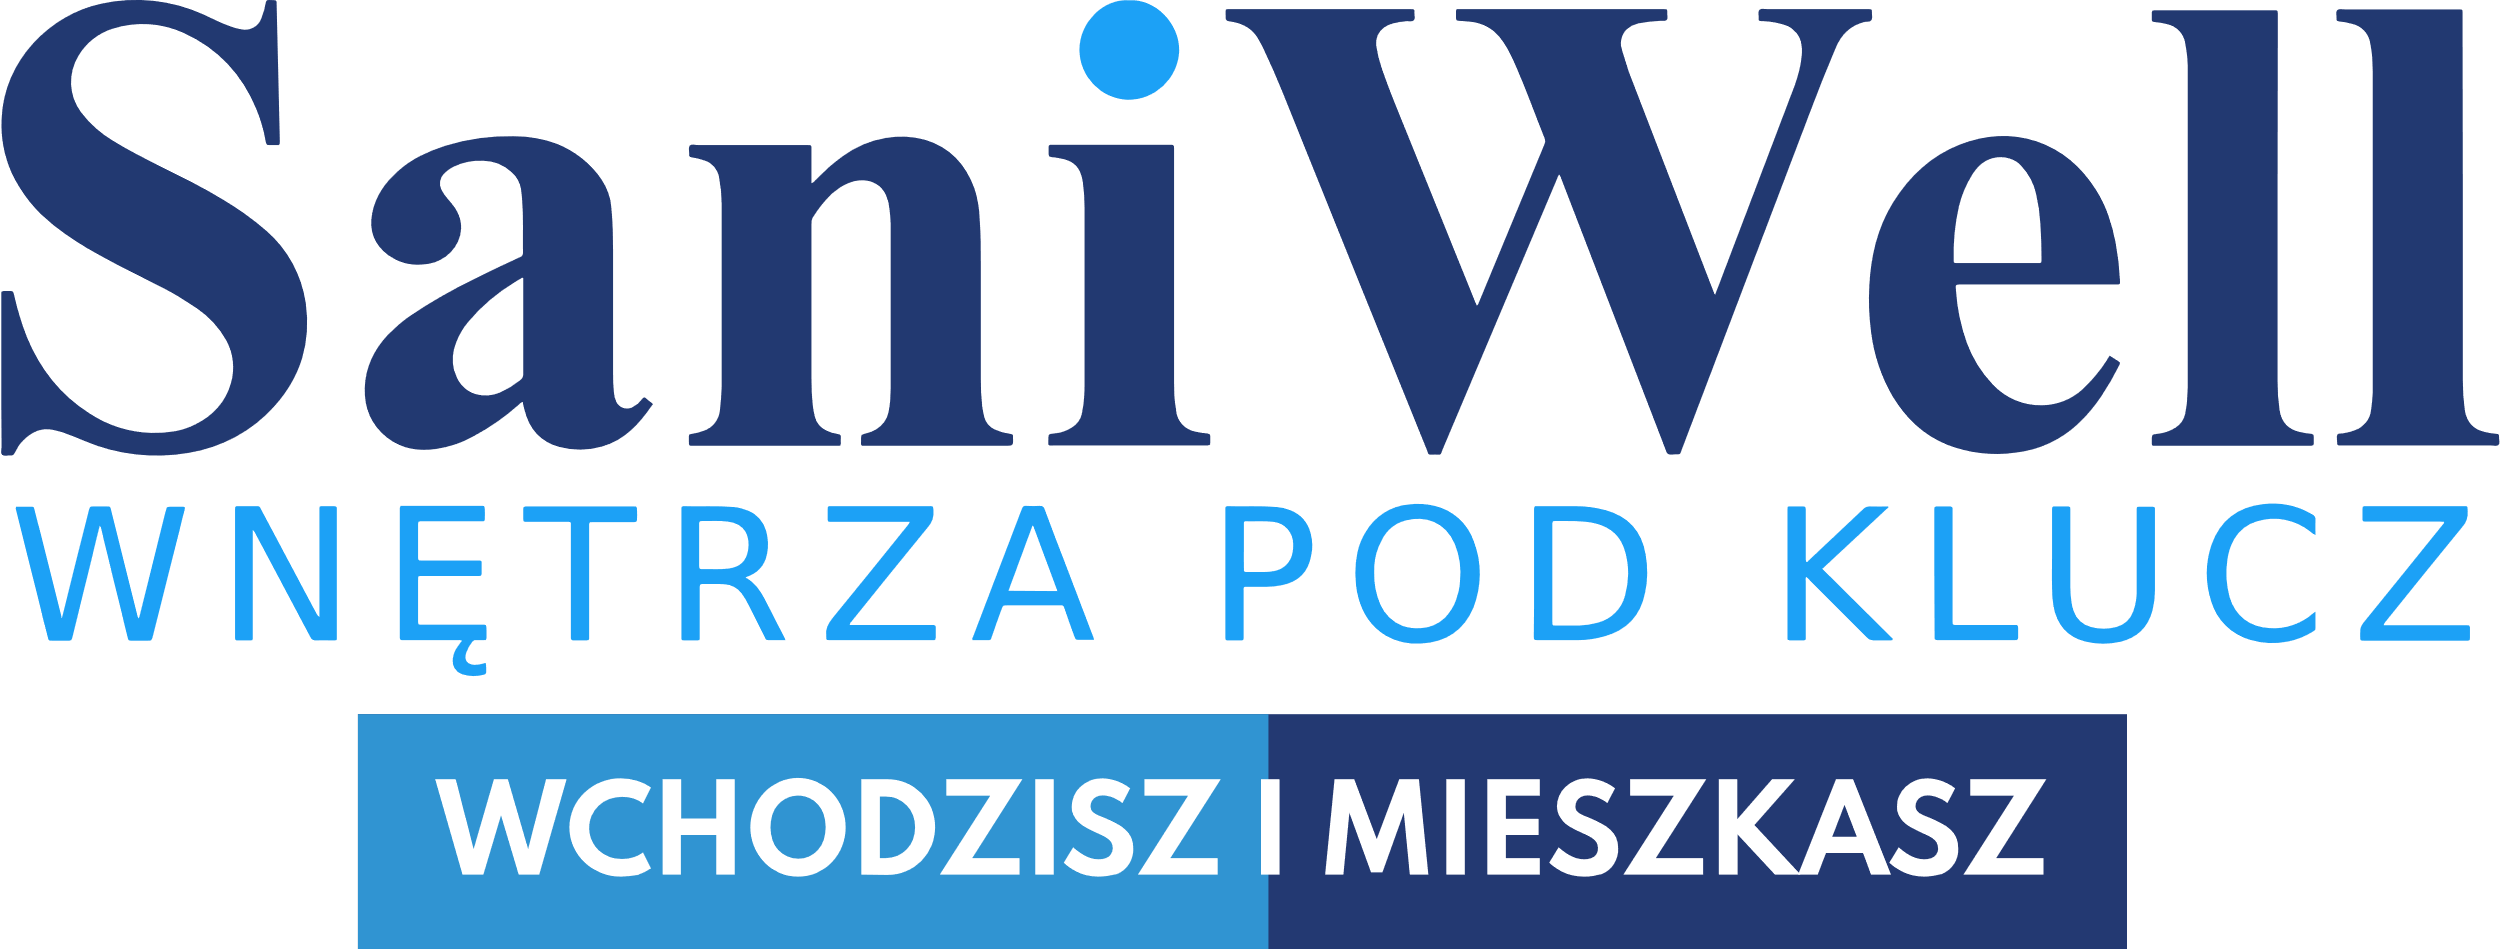 SaniWell
WNĘTRZA POD KLUCZ
WCHODZISZ I MIESZKASZ